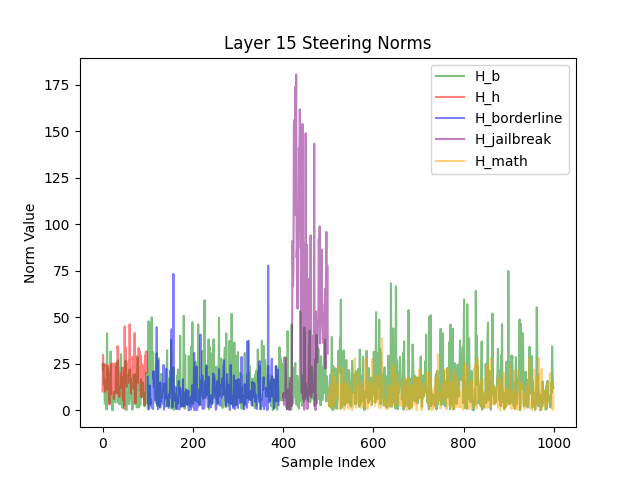 Layer 15 Steering Norms
H_b
H_h
H_borderline
H_jailbreak
H_math
Norm Value
175
150
125
100
75
50
25
0
0 200 400 600 800 1000
Sample Index